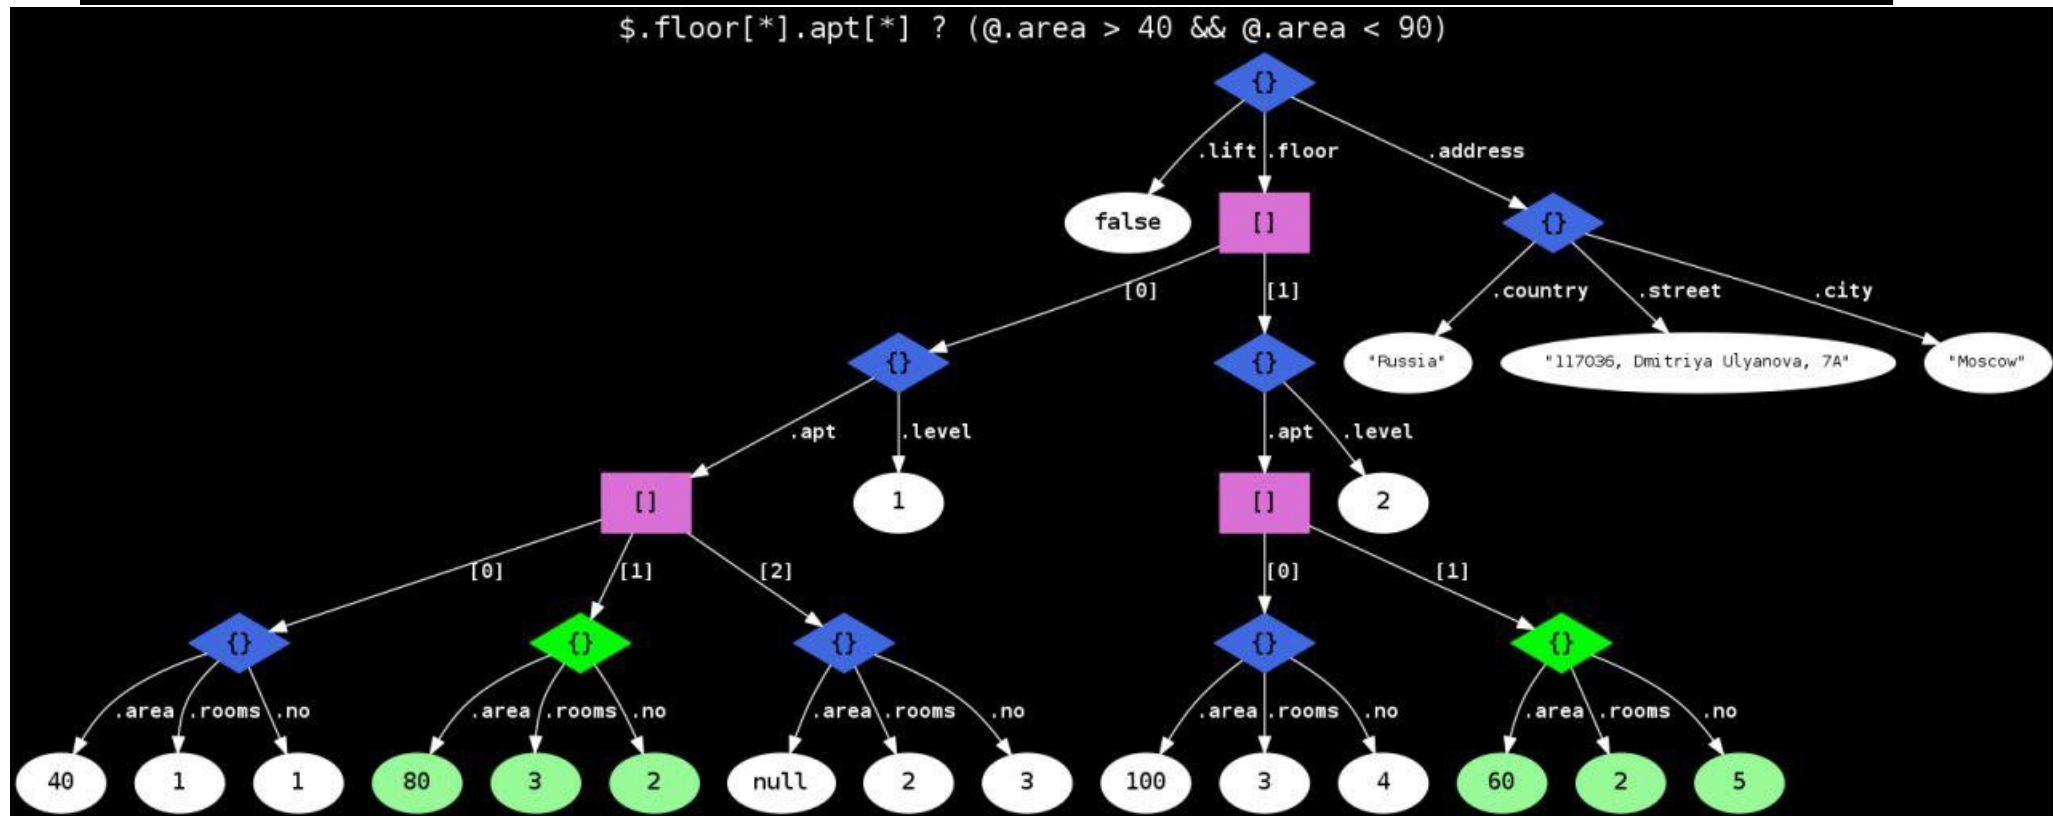 $.floor[*].apt[*] ? (@.area > 40 && @.area < 90)
{}
.lift .floor .address
false [] {}
[0] [1] .country .street .city
{} {} "Russia" "117036, Dmitriya Ulyanova, 7A" "Moscow"
.apt .level .apt .level
[] 1 [] 2
[0] [1] [2] [0] [1]
{} {} {} {} {}
.area .rooms .no .area .rooms .no .area .rooms .no .area .rooms .no .area .rooms .no
40 1 1 80 3 2 null 2 3 100 3 4 60 2 5